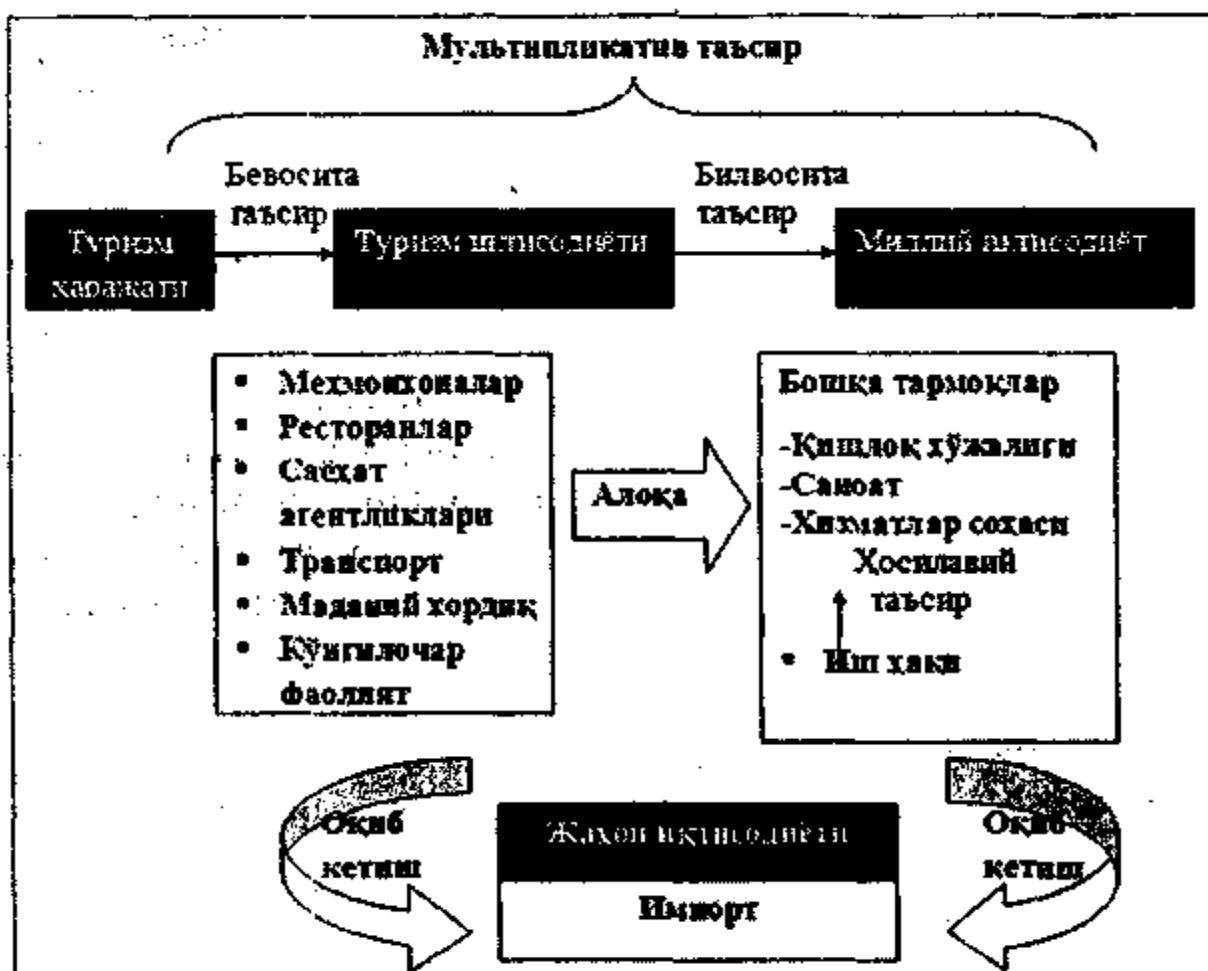 Мультипликатив таъсир
Бевосита
таъсир
Билвосита
таъсир
Туризм
харажати
Туризм иқтисодиёти
Миллий иқтисодиёт
• Мехмонхоналар
• Ресторанлар
• Саёҳат
агентликлари
• Транспорт
• Маданий хордиқ
• Кўнгилочар
фаолият
Алоқа
Бошқа тармоқлар
-Қишлоқ хўжалиги
-Саноат
-Хизматлар соҳаси
Ҳосилавий
таъсир
• Иш ҳақи
Оқиб
кетиш
Жаҳон иқтисодиёти
Импорт
Оқиб
кетиш